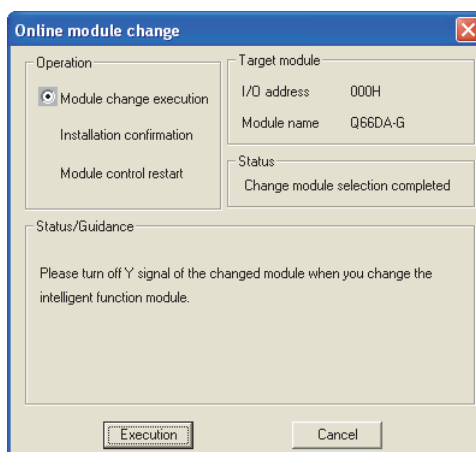 Online module change
Operation
Module change execution
Installation confirmation
Module control restart
Target module
I/O address 000H
Module name Q66DA-G
Status
Change module selection completed
Status/Guidance
Please turn off Y signal of the changed module when you change the
intelligent function module.
Execution
Cancel